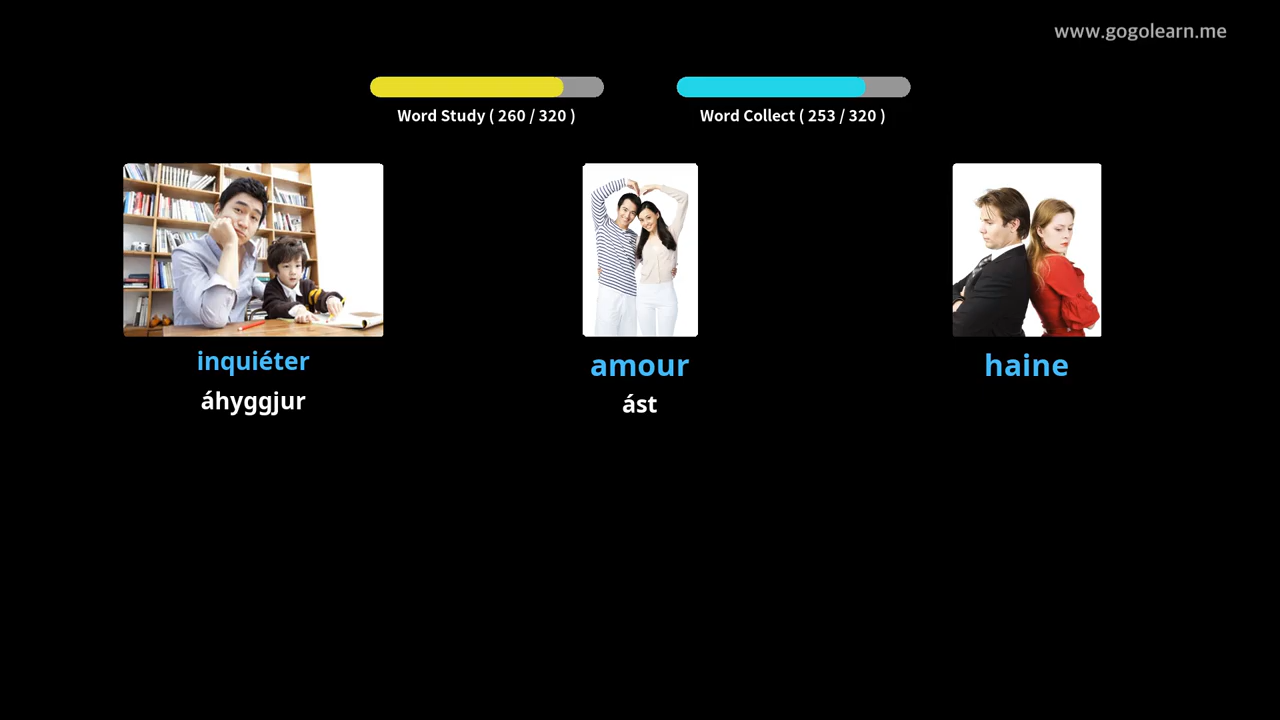 www.gogolearn.me
Word Study ( 260 / 320 )
Word Collect ( 253 / 320 )
inquiéter
áhyggjur
amour
ást
haine